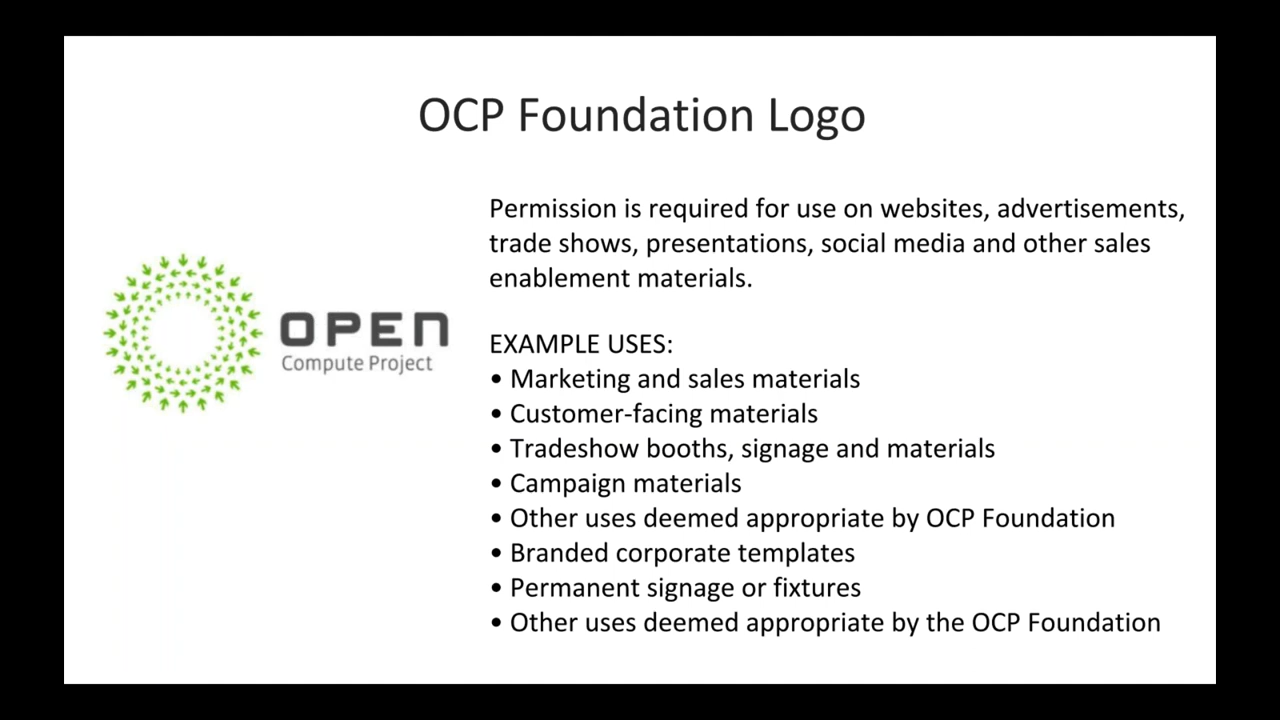 OCP Foundation Logo
Permission is required for use on websites, advertisements,
trade shows, presentations, social media and other sales
enablement materials.
OPEN
Compute Project
EXAMPLE USES:
• Marketing and sales materials
• Customer-facing materials
• Tradeshow booths, signage and materials
• Campaign materials
• Other uses deemed appropriate by OCP Foundation
• Branded corporate templates
• Permanent signage or fixtures
• Other uses deemed appropriate by the OCP Foundation